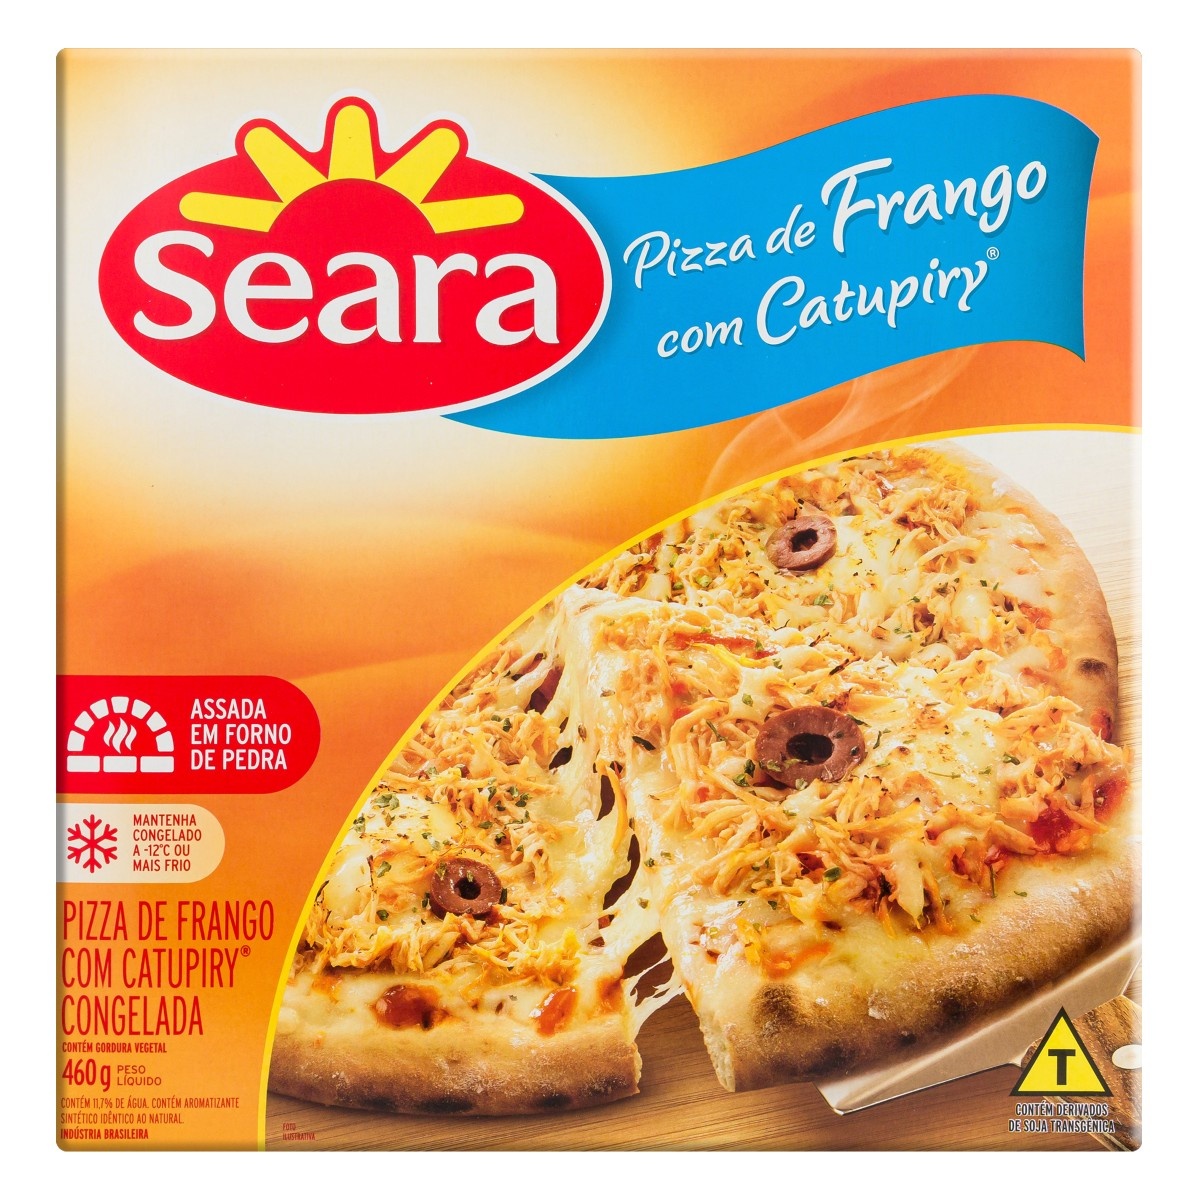 Seara
Pizza de Frango
com Catupiry®
ASSADA
EM FORNO
DE PEDRA
MANTENHA
CONGELADO
A -12°C OU
MAIS FRIO
PIZZA DE FRANGO
COM CATUPIRY®
CONGELADA
CONTÉM GORDURA VEGETAL
460g PESO
LÍQUIDO
CONTÉM 11,7% DE ÁGUA. CONTÉM AROMATIZANTE
SINTÉTICO IDÊNTICO AO NATURAL.
INDÚSTRIA BRASILEIRA
FOTO
ILUSTRATIVA
T
CONTÉM DERIVADOS
DE SOJA TRANSGÊNICA